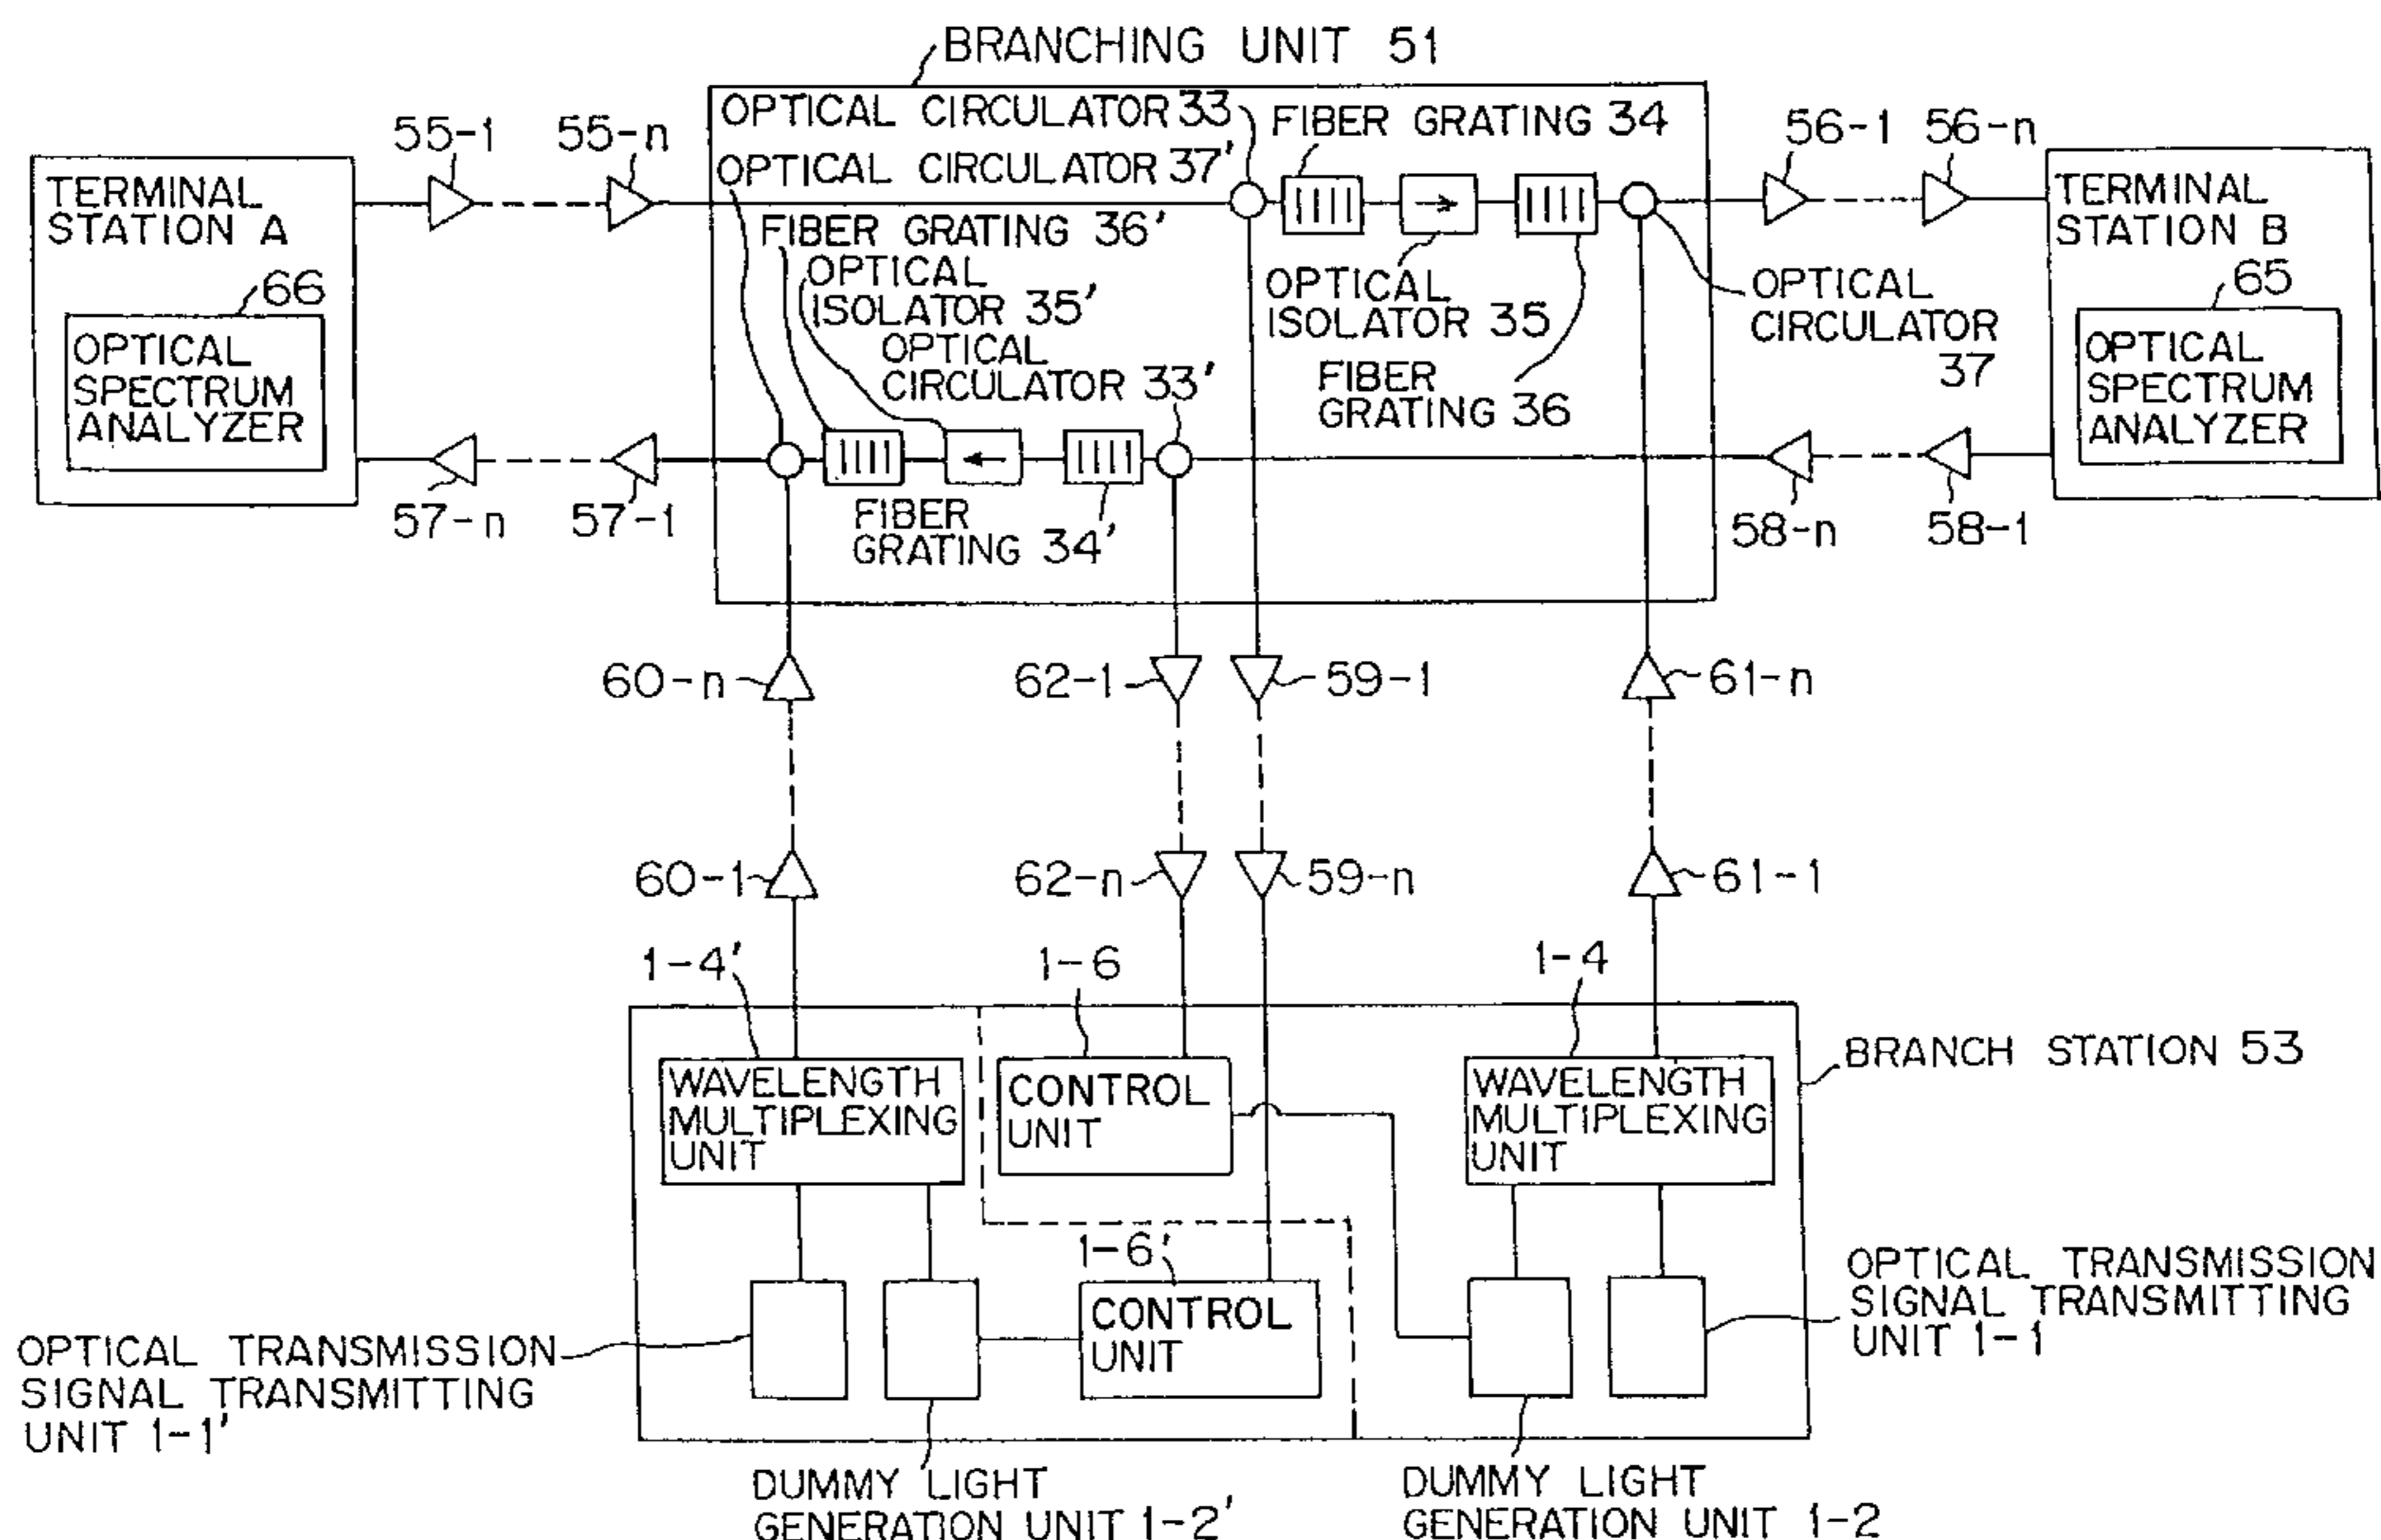 BRANCHING UNIT 51
OPTICAL CIRCULATOR 33
FIBER GRATING 34
55-1
55-n
56-1
56-n
OPTICAL CIRCULATOR 37'
TERMINAL
STATION A
TERMINAL
STATION B
FIBER GRATING 36'
OPTICAL
ISOLATOR 35'
OPTICAL
ISOLATOR 35
OPTICAL
CIRCULATOR
37
66
OPTICAL
SPECTRUM
ANALYZER
65
OPTICAL
SPECTRUM
ANALYZER
OPTICAL
CIRCULATOR 33'
FIBER
GRATING 36
57-n
57-1
FIBER
GRATING 34'
58-n
58-1
60-n
62-1
59-1
61-n
60-1
62-n
59-n
61-1
1-4'
1-6
1-4
BRANCH STATION 53
WAVELENGTH
MULTIPLEXING
UNIT
CONTROL
UNIT
WAVELENGTH
MULTIPLEXING
UNIT
1-6'
CONTROL
UNIT
OPTICAL TRANSMISSION
SIGNAL TRANSMITTING
UNIT 1-1
OPTICAL TRANSMISSION
SIGNAL TRANSMITTING
UNIT 1-1'
DUMMY LIGHT
GENERATION UNIT 1-2'
DUMMY LIGHT
GENERATION UNIT 1-2